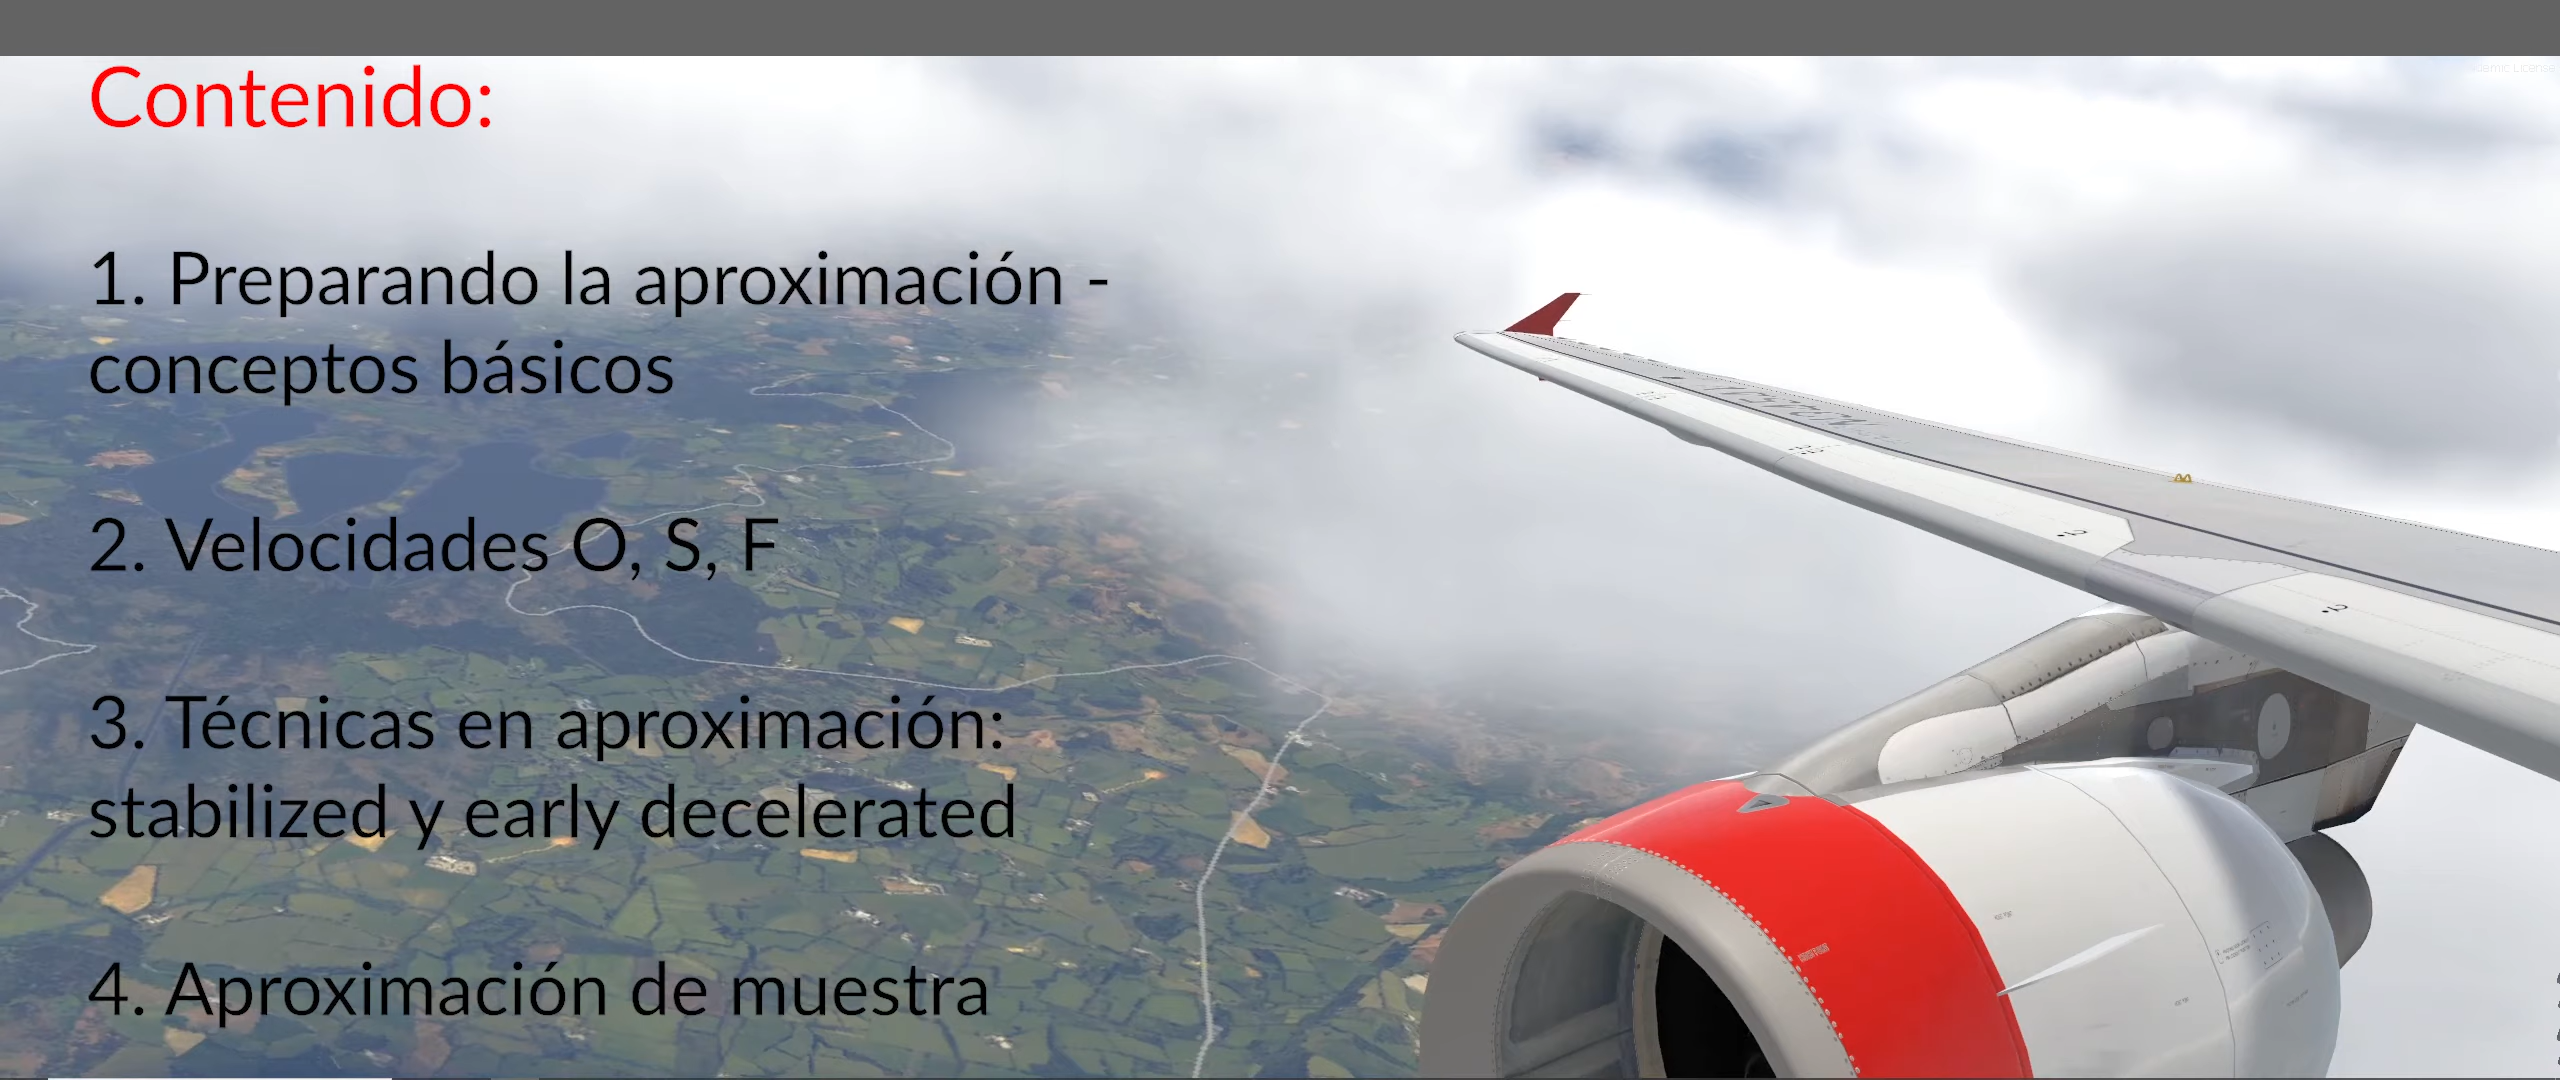 Contenido:
1. Preparando la aproximación -
conceptos básicos
2. Velocidades O, S, F
3. Técnicas en aproximación:
stabilized y early decelerated
4. Aproximación de muestra